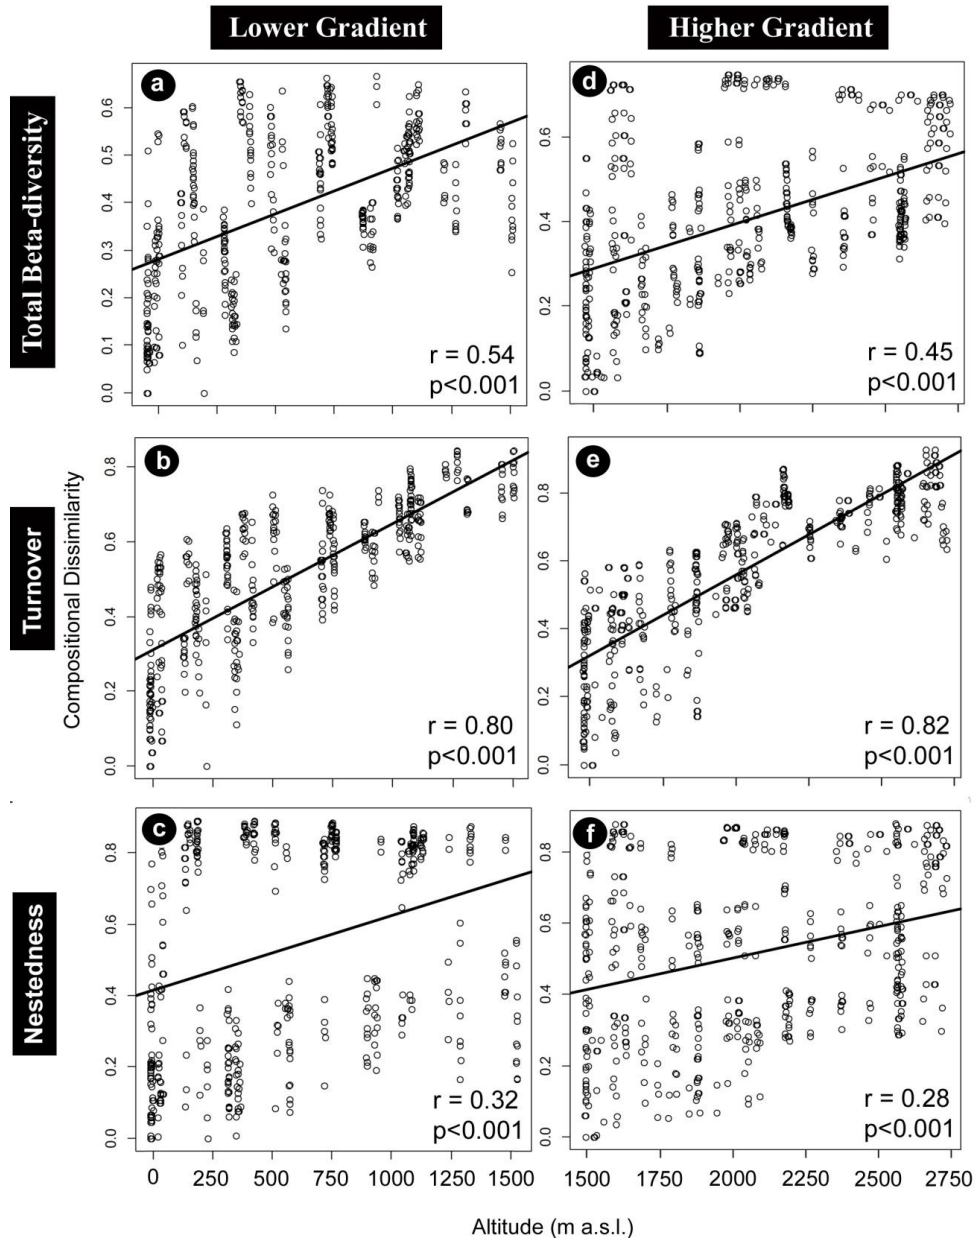 Lower Gradient
Higher Gradient
Total Beta-diversity
Turnover
Nestedness
Compositional Dissimilarity
a
0.6
0.5
0.4
0.3
0.2
0.1
0.0
r = 0.54
p<0.001
d
0.6
0.4
0.2
0.0
r = 0.45
p<0.001
b
0.8
0.6
0.4
0.2
0.0
r = 0.80
p<0.001
e
0.8
0.6
0.4
0.2
0.0
r = 0.82
p<0.001
c
0.8
0.6
0.4
0.2
0.0
r = 0.32
p<0.001
f
0.8
0.6
0.4
0.2
0.0
r = 0.28
p<0.001
0 250 500 750 1000 1250 1500
1500 1750 2000 2250 2500 2750
Altitude (m a.s.l.)